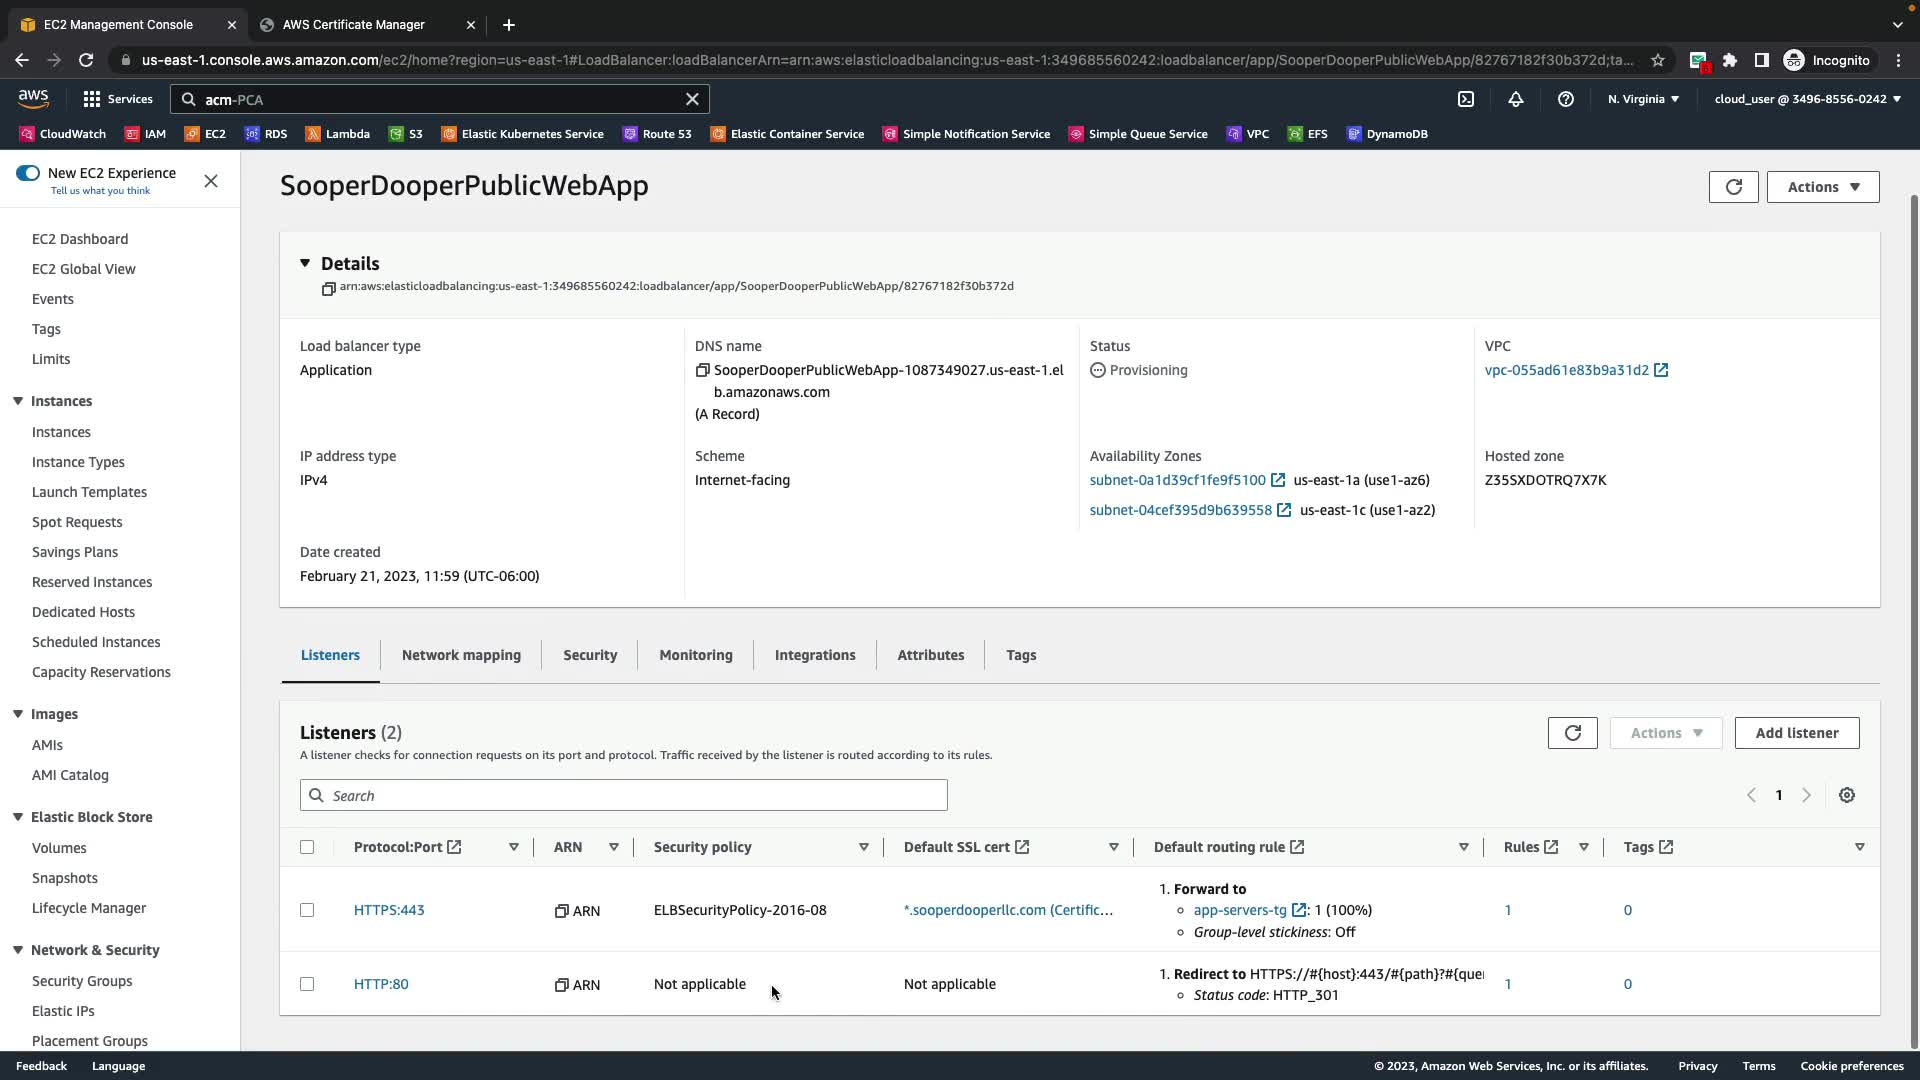 EC2 Management Console
AWS Certificate Manager
us-east-1.console.aws.amazon.com/ec2/home?region=us-east-1#LoadBalancer:loadBalancerArn=arn:aws:elasticloadbalancing:us-east-1:349685560242:loadbalancer/app/SooperDooperPublicWebApp/82767182f30b372d;ta...
Incognito
aws
Services
acm-PCA
N. Virginia
cloud_user @ 3496-8556-0242
CloudWatch
IAM
EC2
RDS
Lambda
S3
Elastic Kubernetes Service
Route 53
Elastic Container Service
Simple Notification Service
Simple Queue Service
VPC
EFS
DynamoDB
New EC2 Experience
Tell us what you think
EC2 Dashboard
EC2 Global View
Events
Tags
Limits
Instances
Instances
Instance Types
Launch Templates
Spot Requests
Savings Plans
Reserved Instances
Dedicated Hosts
Scheduled Instances
Capacity Reservations
Images
AMIs
AMI Catalog
Elastic Block Store
Volumes
Snapshots
Lifecycle Manager
Network & Security
Security Groups
Elastic IPs
Placement Groups
SooperDooperPublicWebApp
Actions
Details
arn:aws:elasticloadbalancing:us-east-1:349685560242:loadbalancer/app/SooperDooperPublicWebApp/82767182f30b372d
Load balancer type
Application
DNS name
SooperDooperPublicWebApp-1087349027.us-east-1.el
b.amazonaws.com
(A Record)
Status
Provisioning
VPC
vpc-055ad61e83b9a31d2
IP address type
IPv4
Scheme
Internet-facing
Availability Zones
subnet-0a1d39cf1fe9f5100 us-east-1a (use1-az6)
subnet-04cef395d9b639558 us-east-1c (use1-az2)
Hosted zone
Z35SXDOTRQ7X7K
Date created
February 21, 2023, 11:59 (UTC-06:00)
Listeners
Network mapping
Security
Monitoring
Integrations
Attributes
Tags
Listeners (2)
A listener checks for connection requests on its port and protocol. Traffic received by the listener is routed according to its rules.
Actions
Add listener
Search
1
Protocol:Port
ARN
Security policy
Default SSL cert
Default routing rule
Rules
Tags
HTTPS:443
ARN
ELBSecurityPolicy-2016-08
*.sooperdooperllc.com (Certific...
1. Forward to
app-servers-tg : 1 (100%)
Group-level stickiness: Off
1
0
HTTP:80
ARN
Not applicable
Not applicable
1. Redirect to HTTPS://#{host}:443/#{path}?#{quer
Status code: HTTP_301
1
0
Feedback
Language
© 2023, Amazon Web Services, Inc. or its affiliates.
Privacy
Terms
Cookie preferences